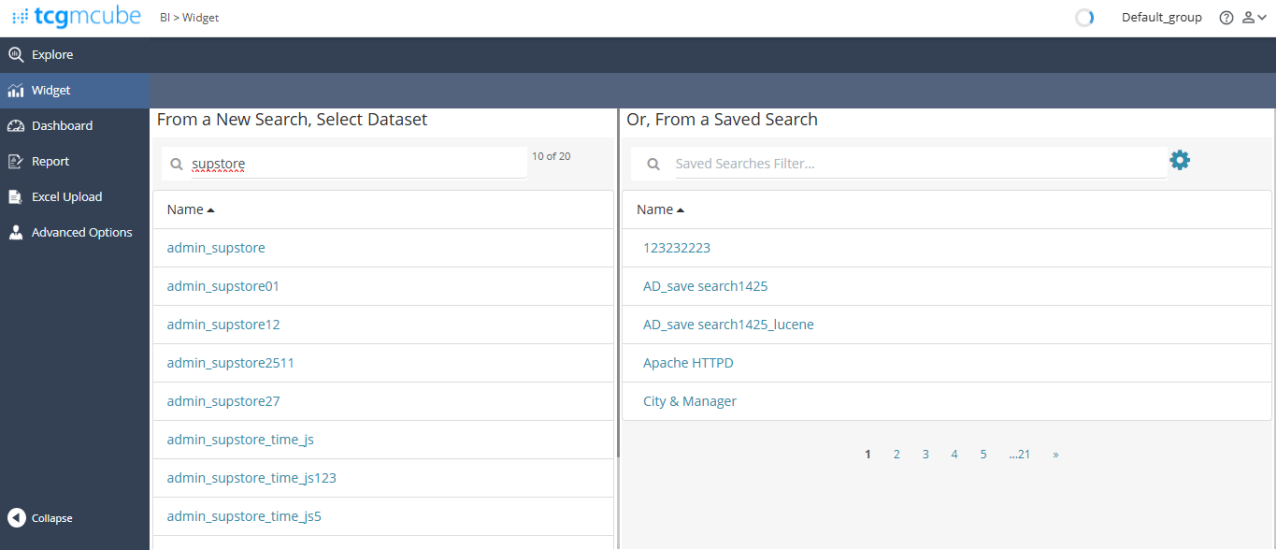 tcgmcube
BI > Widget
Default_group
Explore
Widget
Dashboard
Report
Excel Upload
Advanced Options
Collapse
From a New Search, Select Dataset
supstore
10 of 20
Name
admin_supstore
admin_supstore01
admin_supstore12
admin_supstore2511
admin_supstore27
admin_supstore_time_js
admin_supstore_time_js123
admin_supstore_time_js5
Or, From a Saved Search
Saved Searches Filter...
Name
123232223
AD_save search1425
AD_save search1425_lucene
Apache HTTPD
City & Manager
1 2 3 4 5 ...21 »